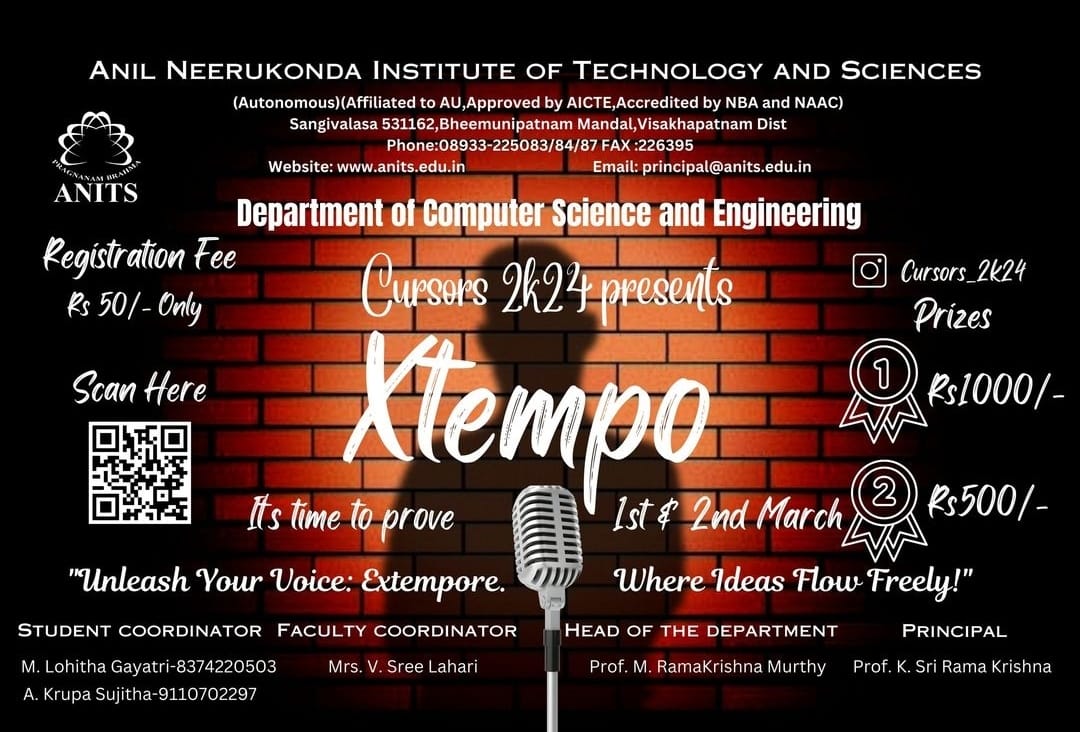 ANIL NEERUKONDA INSTITUTE OF TECHNOLOGY AND SCIENCES
(Autonomous)(Affiliated to AU,Approved by AICTE,Accredited by NBA and NAAC)
Sangivalasa 531162,Bheemunipatnam Mandal,Visakhapatnam Dist
Phone:08933-225083/84/87 FAX :226395
Website: www.anits.edu.in Email: principal@anits.edu.in
PRAGNANAM BRAHMA
ANITS
Department of Computer Science and Engineering
Registration Fee
Rs 50/- Only
Scan Here
Cursors 2k24 presents
Xtempo
It's time to prove
1st & 2nd March
Cursors_2k24
Prizes
1 Rs1000/-
2 Rs500/-
"Unleash Your Voice: Extempore. Where Ideas Flow Freely!"
STUDENT COORDINATOR
M. Lohitha Gayatri-8374220503
A. Krupa Sujitha-9110702297
FACULTY COORDINATOR
Mrs. V. Sree Lahari
HEAD OF THE DEPARTMENT
Prof. M. RamaKrishna Murthy
PRINCIPAL
Prof. K. Sri Rama Krishna